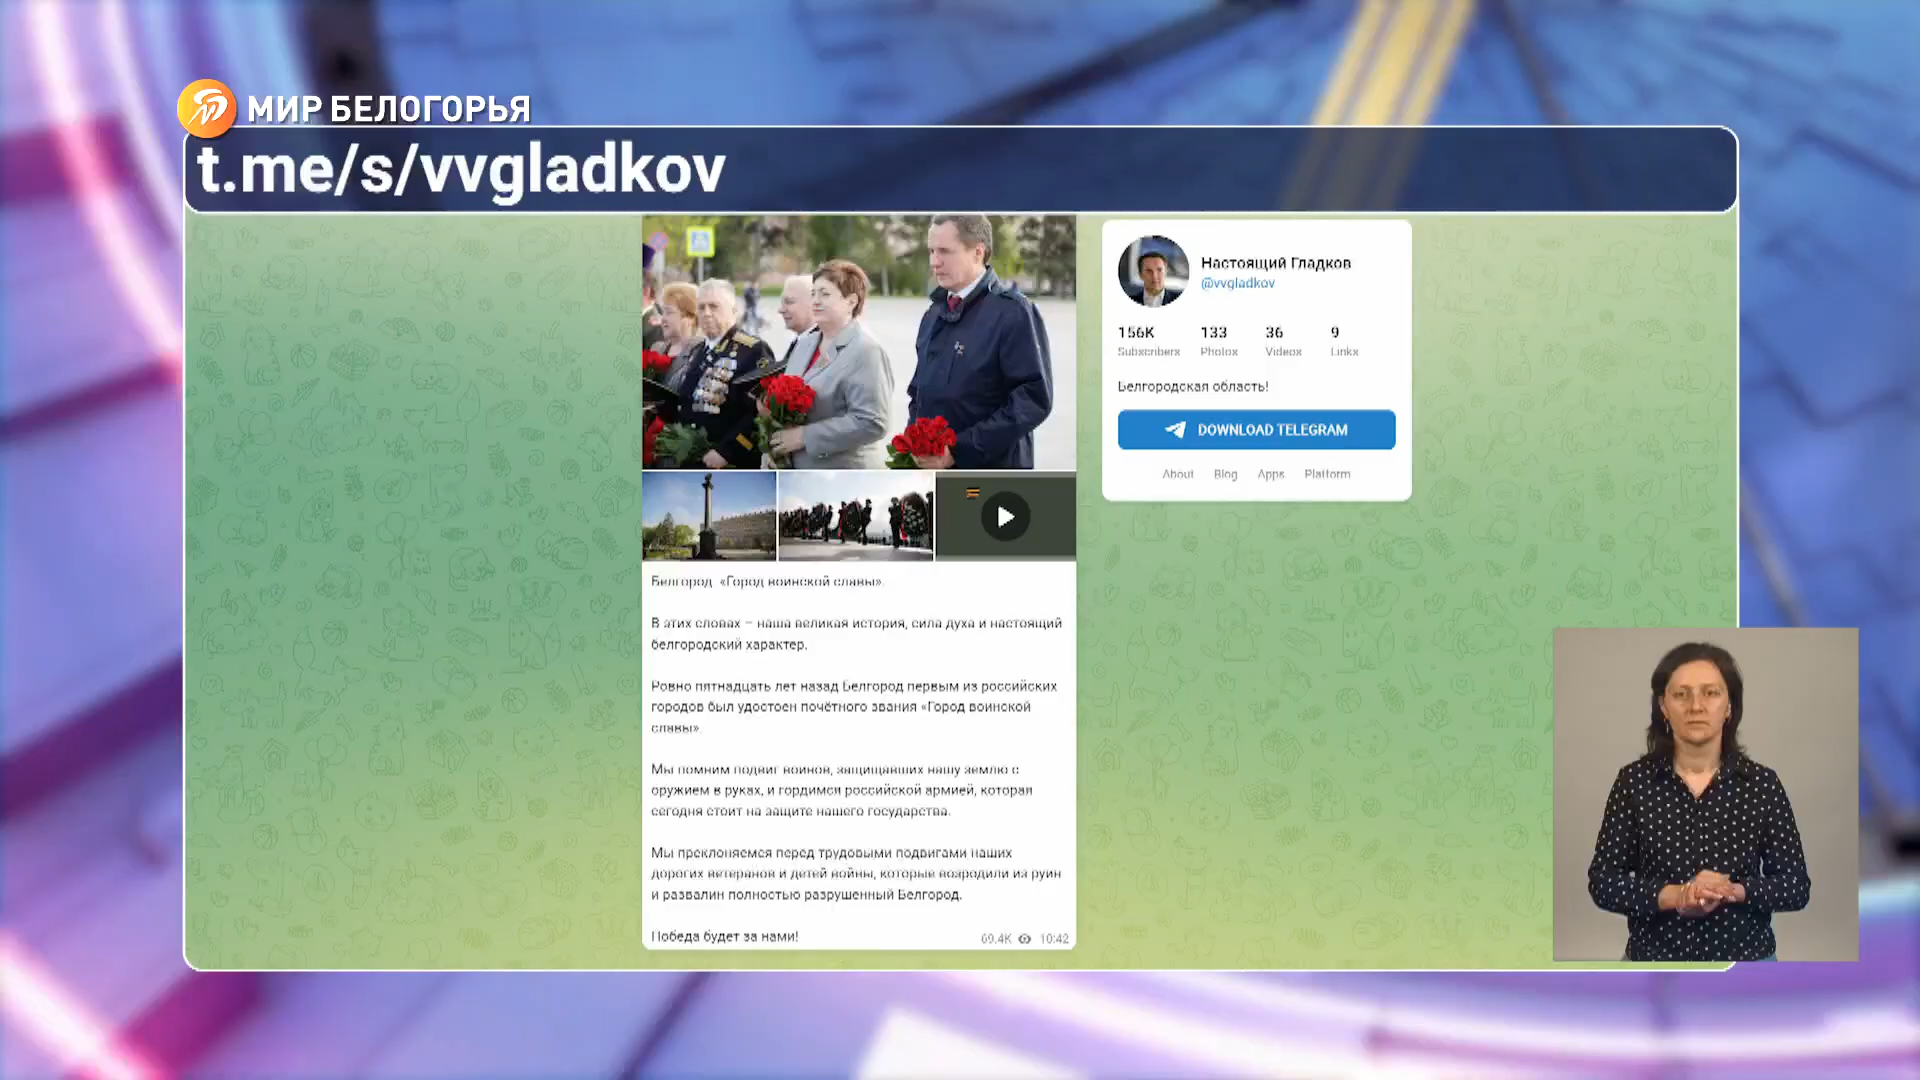 МИР БЕЛОГОРЬЯ
t.me/s/vvgladkov
Настоящий Гладков
@vvgladkov
156K 133 36 9
Subscribers Photos Videos Links
Белгородская область!
DOWNLOAD TELEGRAM
About Blog Apps Platform
Белгород «Город воинской славы».
В этих словах – наша великая история, сила духа и настоящий
белгородский характер.
Ровно пятнадцать лет назад Белгород первым из российских
городов был удостоен почётного звания «Город воинской
славы».
Мы помним подвиг воинов, защищавших нашу землю с
оружием в руках, и гордимся российской армией, которая
сегодня стоит на защите нашего государства.
Мы преклоняемся перед трудовыми подвигами наших
дорогих ветеранов и детей войны, которые возродили из руин
и развалин полностью разрушенный Белгород.
Победа будет за нами!
69.4K 10:42